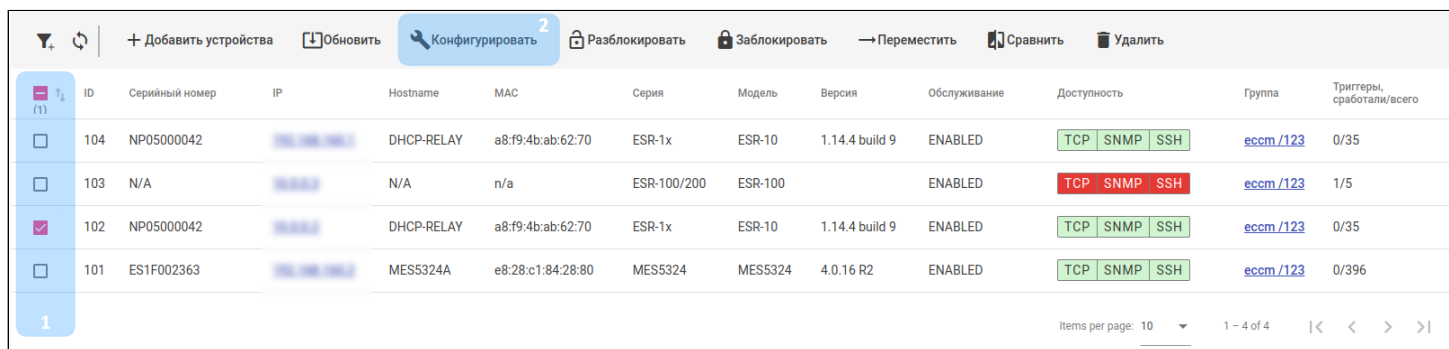 + Добавить устройства Обновить Конфигурировать 2 Разблокировать Заблокировать Переместить Сравнить Удалить
(1) ID Серийный номер IP Hostname MAC Серия Модель Версия Обслуживание Доступность Группа Триггеры, сработали/всего
104 NP05000042 DHCP-RELAY a8:f9:4b:ab:62:70 ESR-1x ESR-10 1.14.4 build 9 ENABLED TCP SNMP SSH eccm /123 0/35
103 N/A N/A n/a ESR-100/200 ESR-100 ENABLED TCP SNMP SSH eccm /123 1/5
102 NP05000042 DHCP-RELAY a8:f9:4b:ab:62:70 ESR-1x ESR-10 1.14.4 build 9 ENABLED TCP SNMP SSH eccm /123 0/35
101 ES1F002363 MES5324A e8:28:c1:84:28:80 MES5324 MES5324 4.0.16 R2 ENABLED TCP SNMP SSH eccm /123 0/396
1 Items per page: 10 1 – 4 of 4